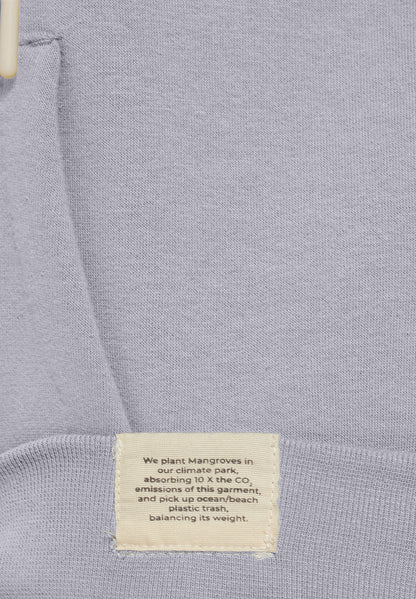 We plant Mangroves in
our climate park,
absorbing 10 X the CO₂
emissions of this garment,
and pick up ocean/beach
plastic trash,
balancing its weight.